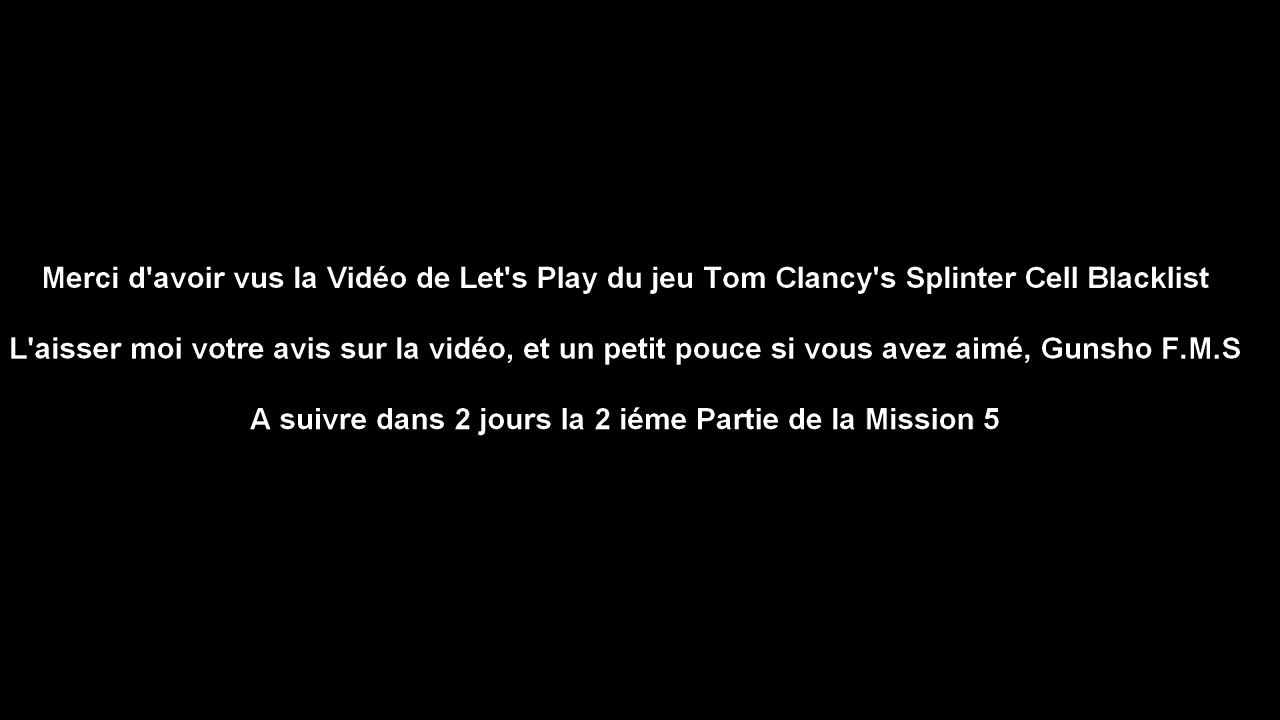 Merci d'avoir vus la Vidéo de Let's Play du jeu Tom Clancy's Splinter Cell Blacklist
L'aisser moi votre avis sur la vidéo, et un petit pouce si vous avez aimé, Gunsho F.M.S
A suivre dans 2 jours la 2 iéme Partie de la Mission 5